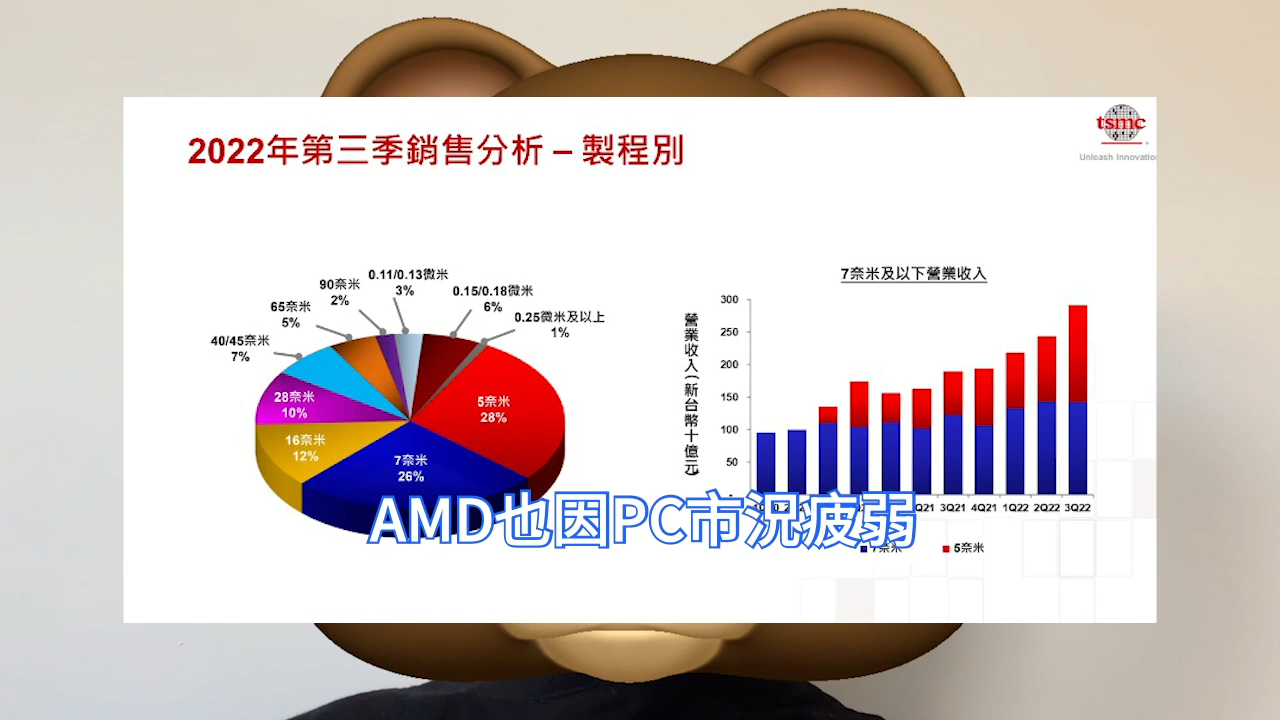 2022年第三季銷售分析 – 製程別
tsmc
Unleash Innovatio
0.11/0.13微米
3%
90奈米
2%
0.15/0.18微米
6%
65奈米
5%
0.25微米及以上
1%
40/45奈米
7%
28奈米
10%
5奈米
28%
16奈米
12%
7奈米
26%
7奈米及以下營業收入
營業收入(新台幣十億元)
300
250
200
150
100
50
-
3Q21 4Q21 1Q22 2Q22 3Q22
7奈米
5奈米
AMD也因PC市況疲弱